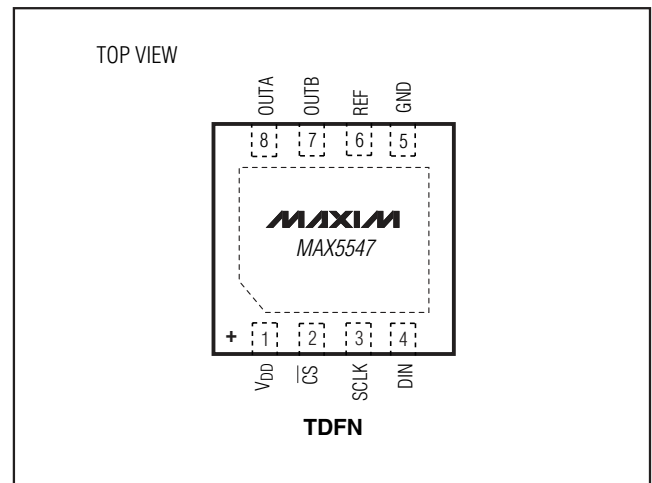 TOP VIEW
OUTA OUTB REF GND
8 7 6 5
MAXIM
MAX5547
+ 1 2 3 4
VDD C̅S̅ SCLK DIN
TDFN